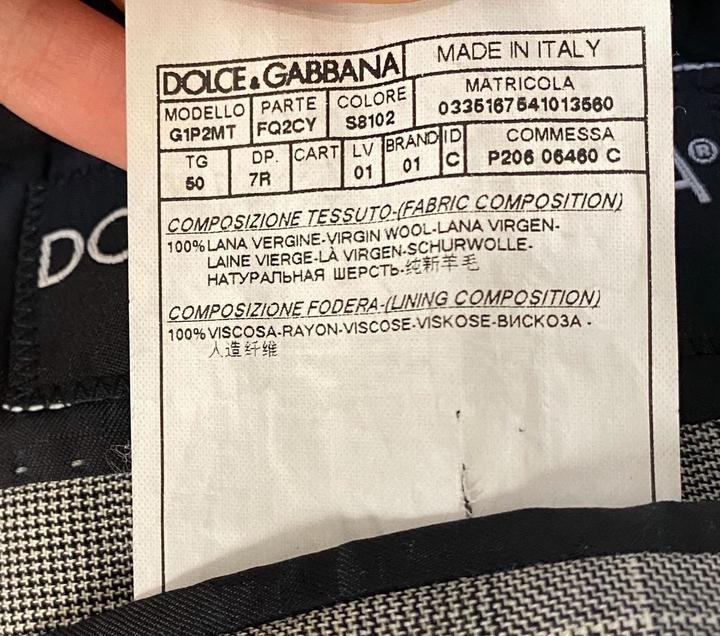 DOLCE & GABBANA MADE IN ITALY
MODELLO PARTE COLORE MATRICOLA
G1P2MT FQ2CY S8102 0335167541013560
TG DP. CART LV BRAND ID COMMESSA
50 7R 01 01 C P206 06460 C
COMPOSIZIONE TESSUTO-(FABRIC COMPOSITION)
100% LANA VERGINE-VIRGIN WOOL-LANA VIRGEN-
LAINE VIERGE-LÀ VIRGEN-SCHURWOLLE-
НАТУРАЛЬНАЯ ШЕРСТЬ-纯新羊毛
COMPOSIZIONE FODERA-(LINING COMPOSITION)
100% VISCOSA-RAYON-VISCOSE-VISKOSE-ВИСКОЗА -
人造纤维
DO
A®